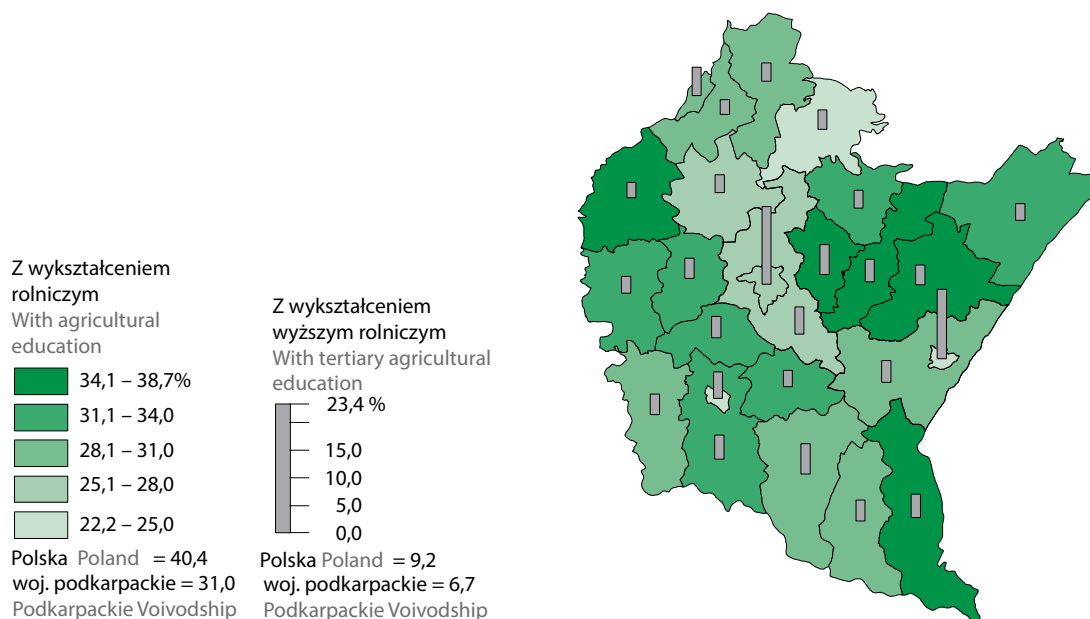 Z wykształceniem
rolniczym
With agricultural
education
34,1 – 38,7%
31,1 – 34,0
28,1 – 31,0
25,1 – 28,0
22,2 – 25,0
Polska Poland = 40,4
woj. podkarpackie = 31,0
Podkarpackie Voivodship
Z wykształceniem
wyższym rolniczym
With tertiary agricultural
education
23,4 %
15,0
10,0
5,0
0,0
Polska Poland = 9,2
woj. podkarpackie = 6,7
Podkarpackie Voivodship